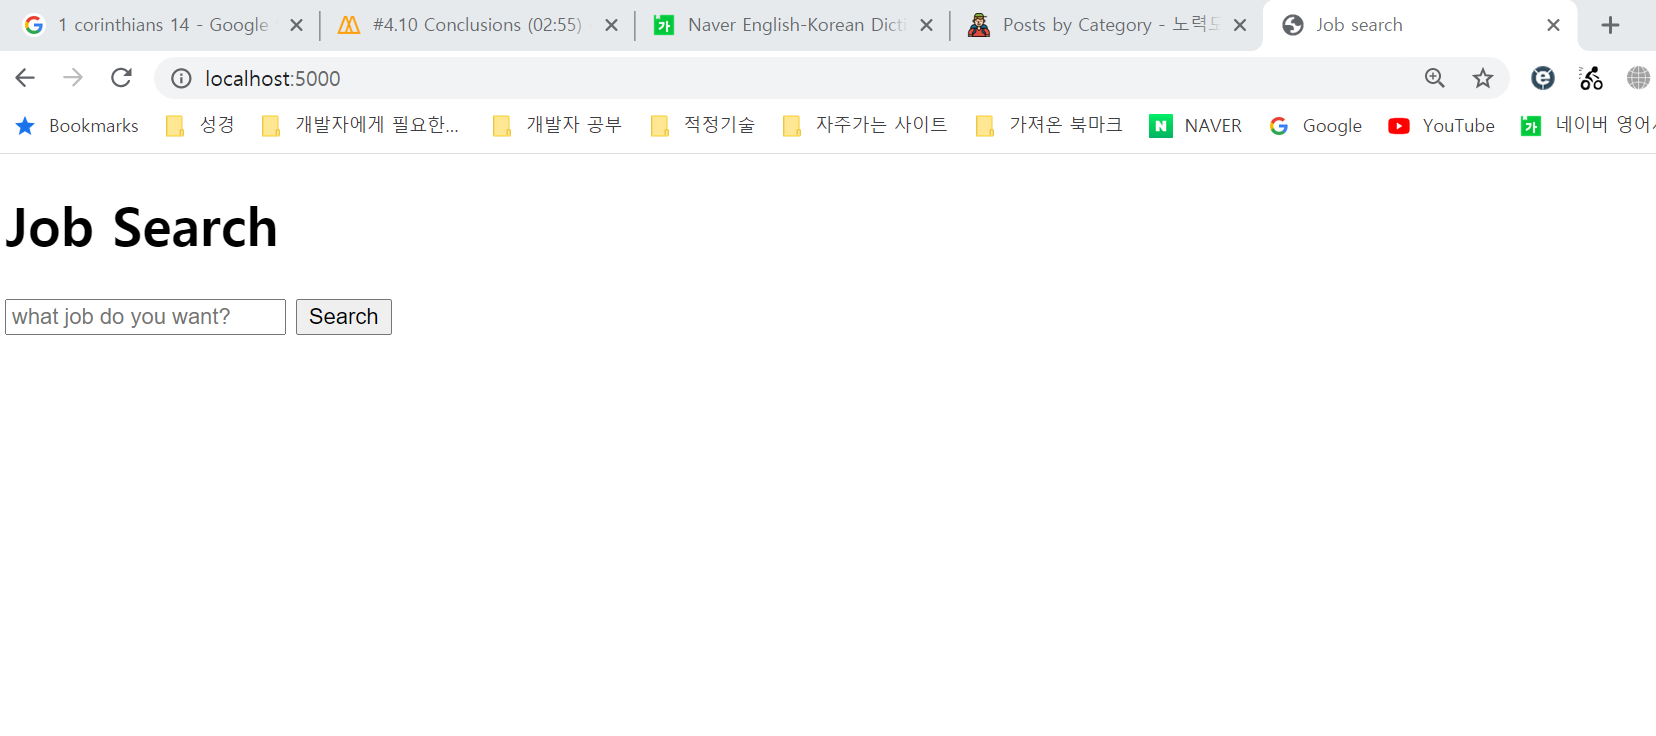 1 corinthians 14 - Google
#4.10 Conclusions (02:55)
Naver English-Korean Dicti
Posts by Category - 노력도
Job search
localhost:5000
Bookmarks
성경
개발자에게 필요한...
개발자 공부
적정기술
자주가는 사이트
가져온 북마크
N NAVER
Google
YouTube
가 네이버 영어
Job Search
what job do you want?
Search